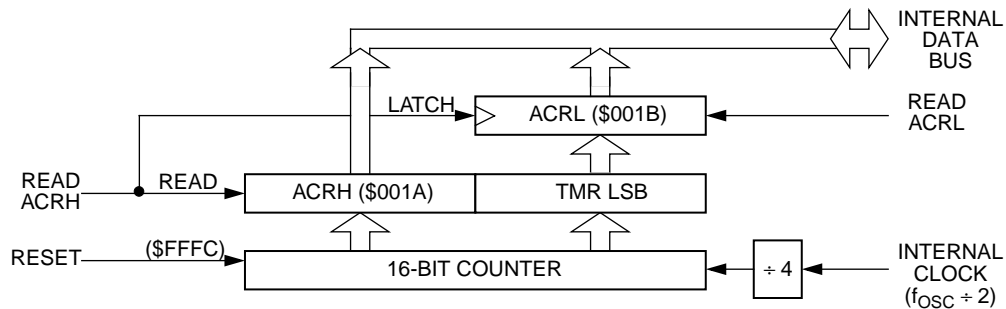 INTERNAL
DATA
BUS
LATCH
ACRL ($001B)
READ
ACRL
READ
ACRH
READ
ACRH ($001A)
TMR LSB
RESET
($FFFC)
16-BIT COUNTER
÷ 4
INTERNAL
CLOCK
(fOSC ÷ 2)